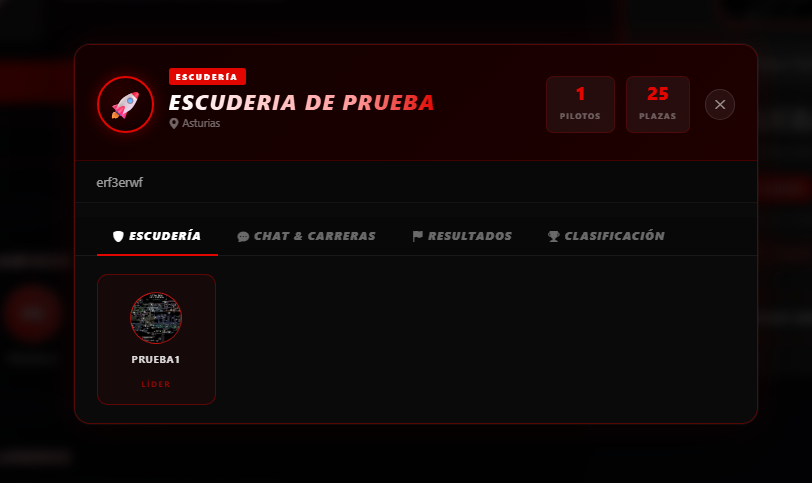 ESCUDERÍA
ESCUDERIA DE PRUEBA
Asturias
1
PILOTOS
25
PLAZAS
erf3erwf
ESCUDERÍA
CHAT & CARRERAS
RESULTADOS
CLASIFICACIÓN
PRUEBA1
LÍDER